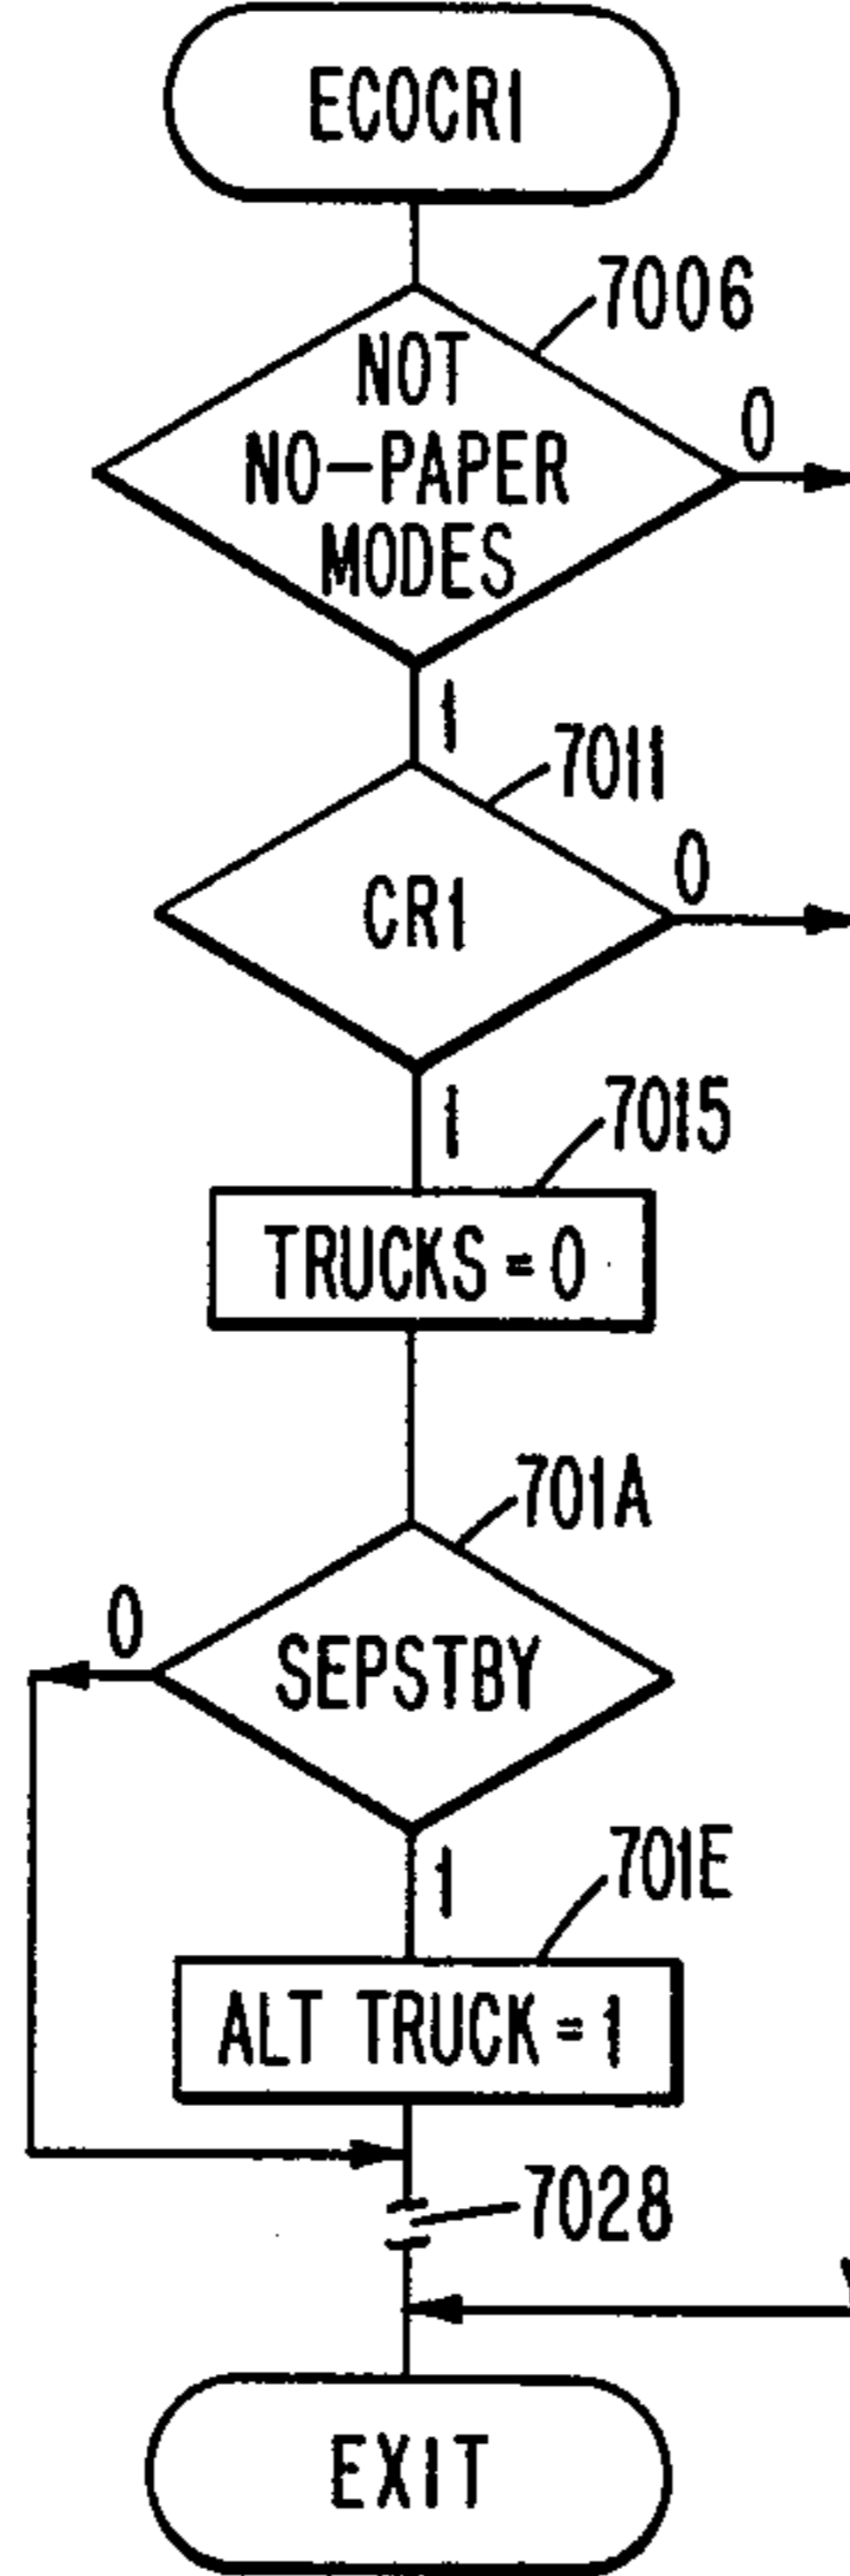 ECOCR1
7006
NOT
NO-PAPER
MODES
0
1
7011
CR1
0
1
7015
TRUCKS = 0
701A
0
SEPSTBY
1
701E
ALT TRUCK = 1
7028
EXIT